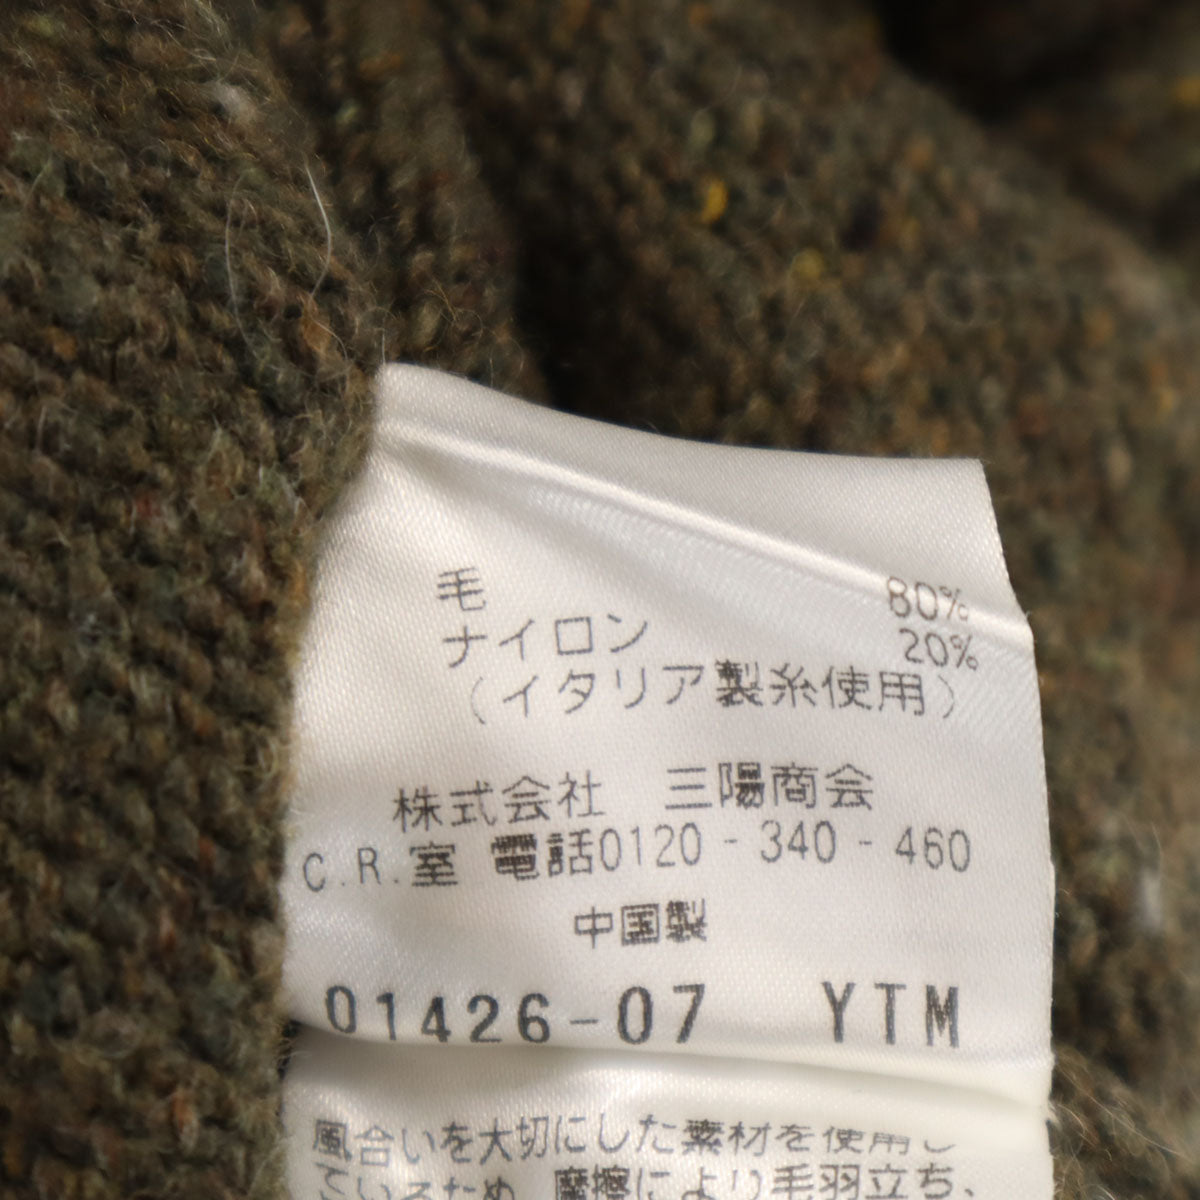 毛 80%
ナイロン 20%
(イタリア製糸使用)
株式会社 三陽商会
C.R.室 電話0120-340-460
中国製
01426-07 YTM
風合いを大切にした素材を使用し
ているため、摩擦により毛羽立ち、